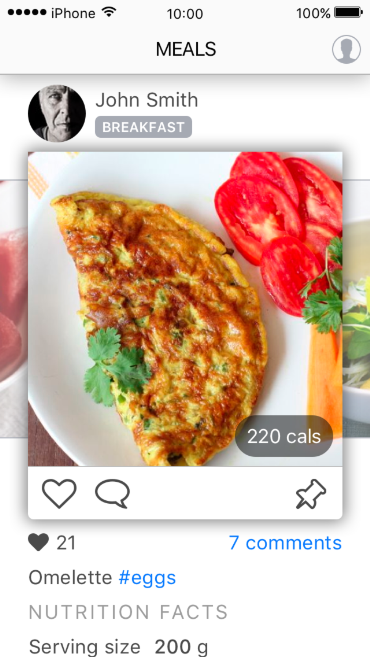 iPhone 10:00 100%
MEALS
John Smith
BREAKFAST
220 cals
21 7 comments
Omelette #eggs
NUTRITION FACTS
Serving size 200 g